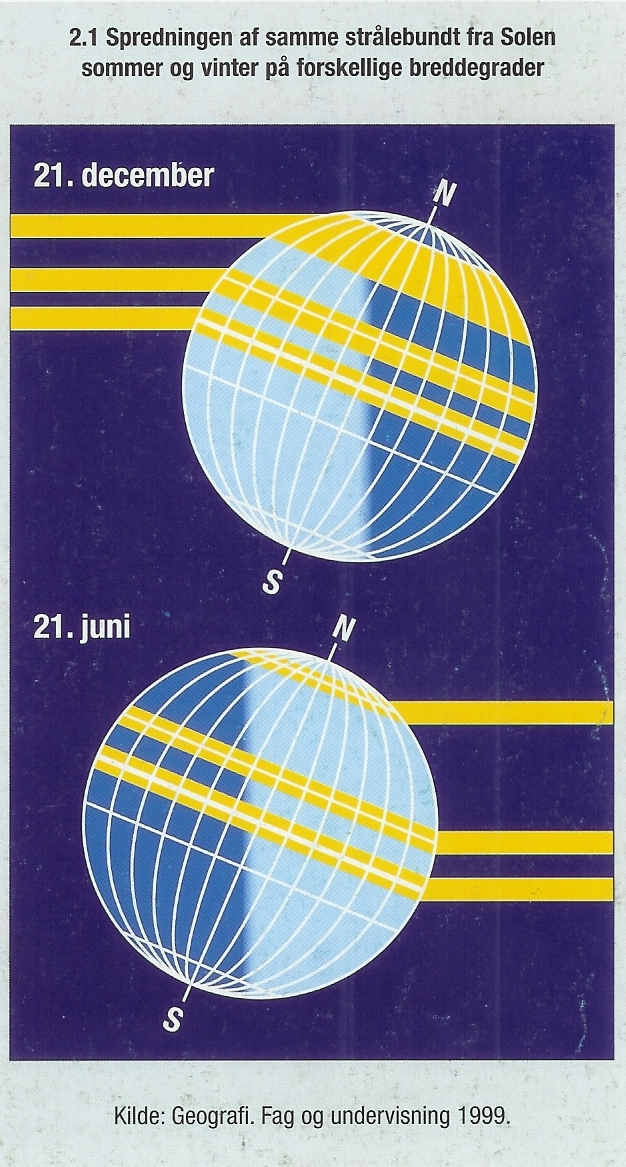 2.1 Spredningen af samme strålebundt fra Solen
sommer og vinter på forskellige breddegrader
21. december
N
S
21. juni
N
S
Kilde: Geografi. Fag og undervisning 1999.